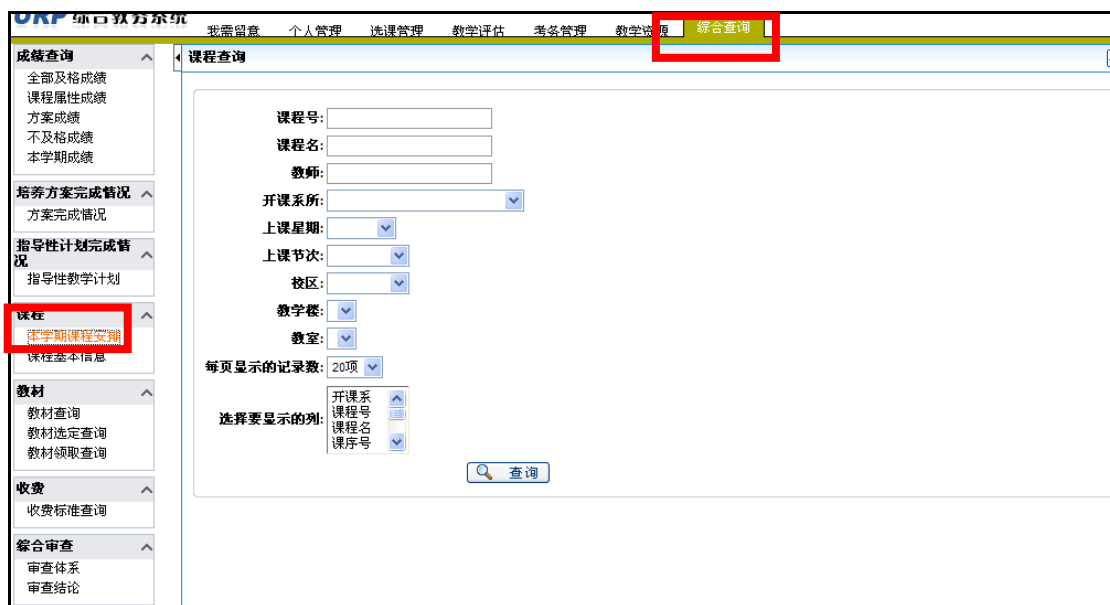 URP 综合教务系统
我需留意 个人管理 选课管理 教学评估 考务管理 教学资源 综合查询
成绩查询
全部及格成绩
课程属性成绩
方案成绩
不及格成绩
本学期成绩
培养方案完成情况
方案完成情况
指导性计划完成情
况
指导性教学计划
课程
本学期课程安排
课程基本信息
教材
教材查询
教材选定查询
教材领取查询
收费
收费标准查询
综合审查
审查体系
审查结论
课程查询
课程号:
课程名:
教师:
开课系所:
上课星期:
上课节次:
校区:
教学楼:
教室:
每页显示的记录数: 20项
选择要显示的列:
开课系
课程号
课程名
课序号
查询